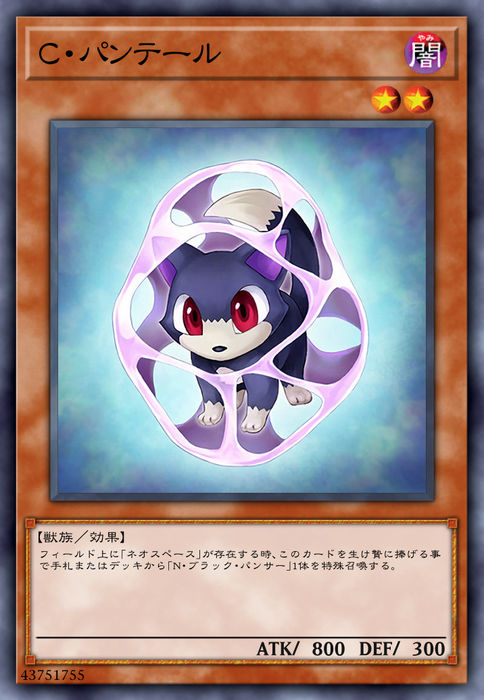 C・パンテール
やみ
闇
【獣族／効果】
フィールド上に「ネオスペース」が存在する時、このカードを生け贄に捧げる事
で手札またはデッキから「N・ブラック・パンサー」1体を特殊召喚する。
ATK/ 800 DEF/ 300
43751755